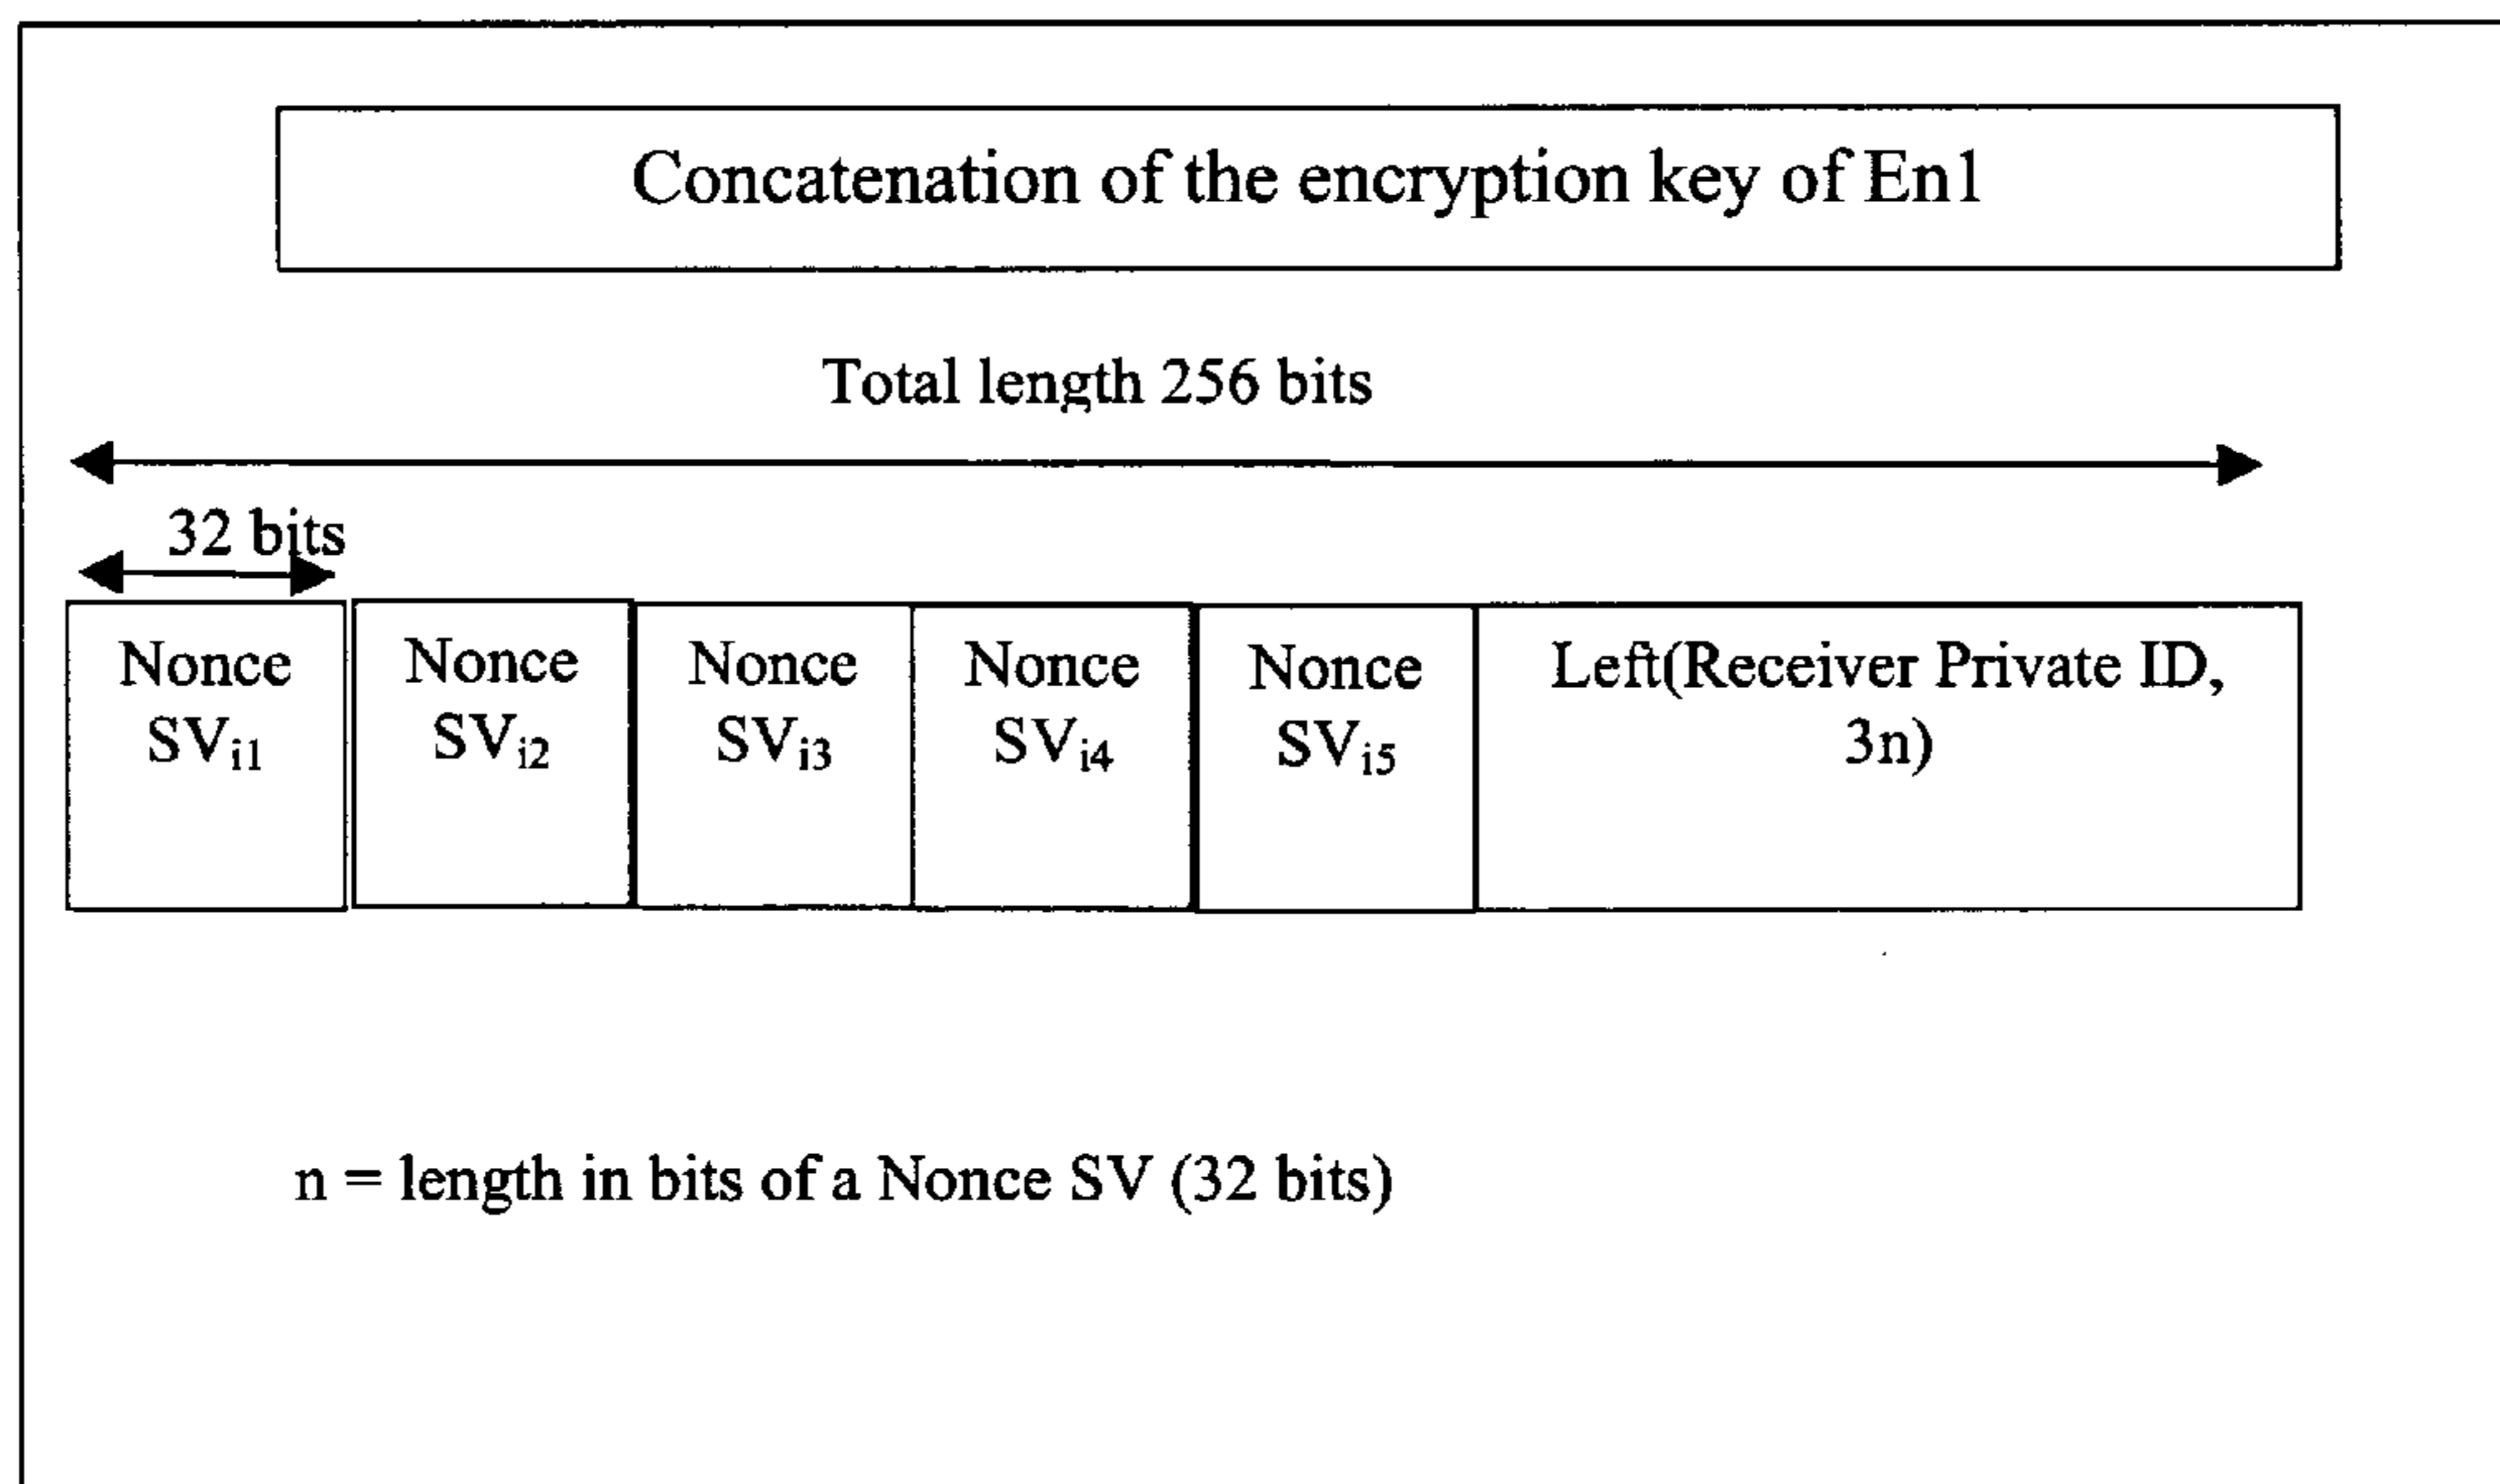 Concatenation of the encryption key of En1
Total length 256 bits
32 bits
Nonce
SVi1
Nonce
SVi2
Nonce
SVi3
Nonce
SVi4
Nonce
SVi5
Left(Receiver Private ID,
3n)
n = length in bits of a Nonce SV (32 bits)